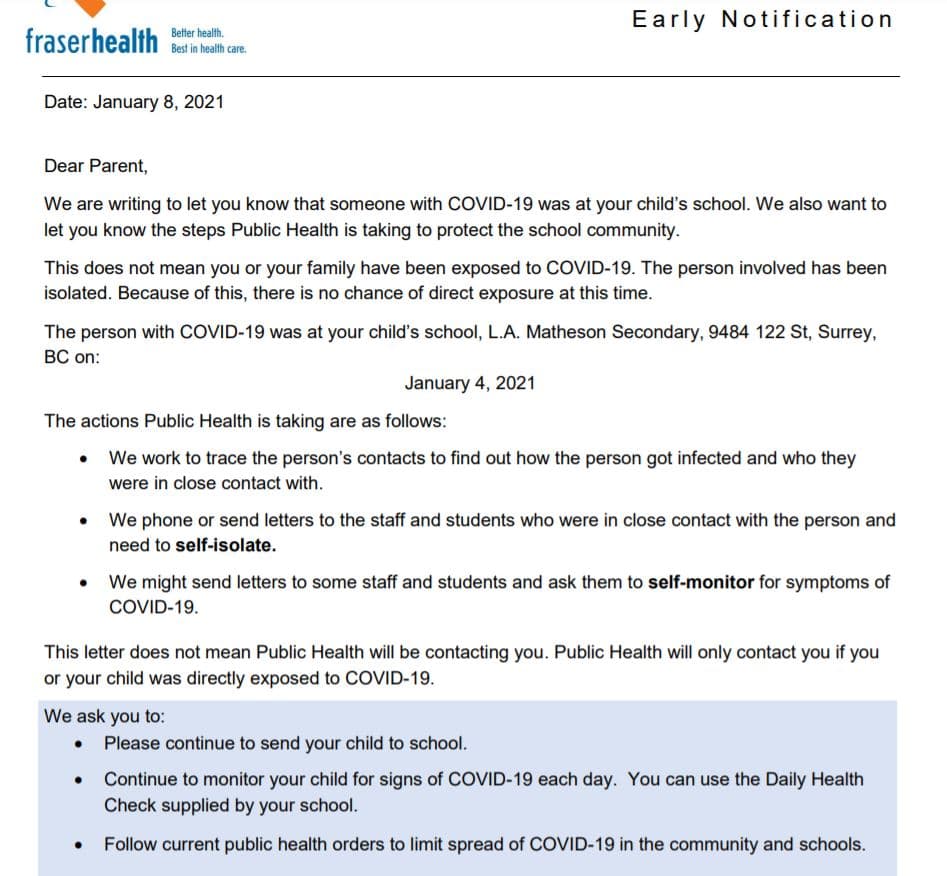 Early Notification
fraserhealth
Better health.
Best in health care.
Date: January 8, 2021
Dear Parent,
We are writing to let you know that someone with COVID-19 was at your child's school. We also want to
let you know the steps Public Health is taking to protect the school community.
This does not mean you or your family have been exposed to COVID-19. The person involved has been
isolated. Because of this, there is no chance of direct exposure at this time.
The person with COVID-19 was at your child's school, L.A. Matheson Secondary, 9484 122 St, Surrey,
BC on:
January 4, 2021
The actions Public Health is taking are as follows:
• We work to trace the person's contacts to find out how the person got infected and who they
were in close contact with.
• We phone or send letters to the staff and students who were in close contact with the person and
need to self-isolate.
• We might send letters to some staff and students and ask them to self-monitor for symptoms of
COVID-19.
This letter does not mean Public Health will be contacting you. Public Health will only contact you if you
or your child was directly exposed to COVID-19.
We ask you to:
• Please continue to send your child to school.
• Continue to monitor your child for signs of COVID-19 each day.  You can use the Daily Health
Check supplied by your school.
• Follow current public health orders to limit spread of COVID-19 in the community and schools.